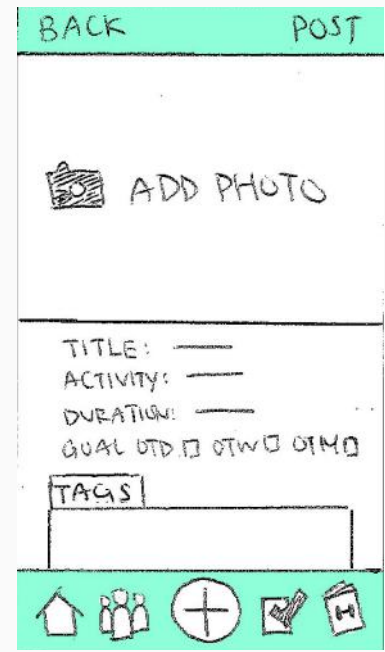 BACK POST
ADD PHOTO
TITLE:
ACTIVITY:
DURATION:
GOAL OTD OTW OTM
TAGS
H